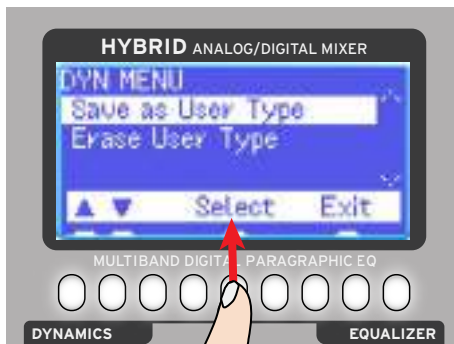 HYBRID ANALOG/DIGITAL MIXER
DYN MENU
Save as User Type
Erase User Type
▲ ▼ Select Exit
MULTIBAND DIGITAL PARAGRAPHIC EQ
DYNAMICS EQUALIZER